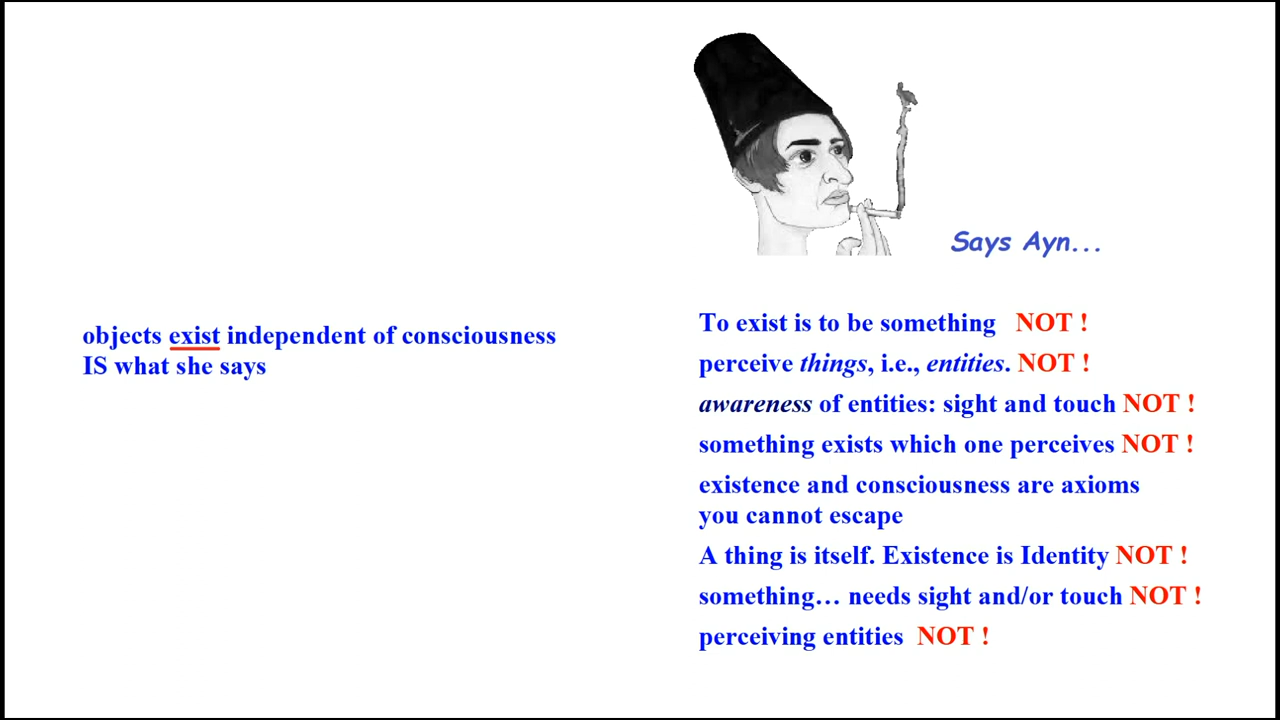 Says Ayn...
objects exist independent of consciousness
IS what she says
To exist is to be something NOT !
perceive things, i.e., entities. NOT !
awareness of entities: sight and touch NOT !
something exists which one perceives NOT !
existence and consciousness are axioms
you cannot escape
A thing is itself. Existence is Identity NOT !
something… needs sight and/or touch NOT !
perceiving entities NOT !